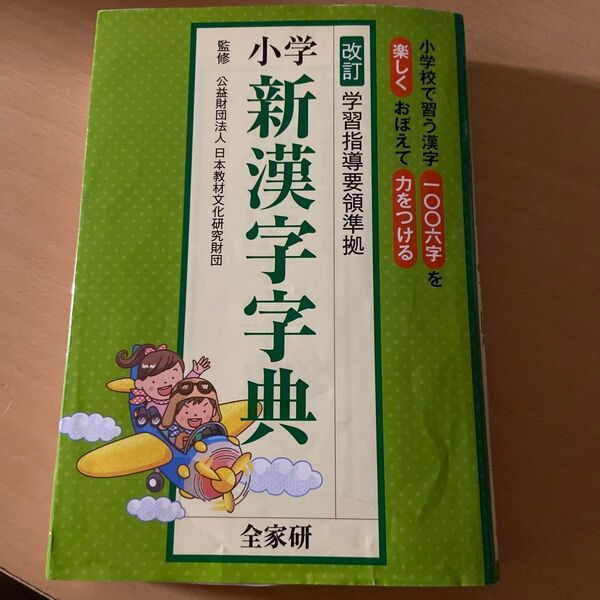 小学校で習う漢字一〇〇六字を
楽しくおぼえて力をつける
改訂 学習指導要領準拠
小学
新漢字字典
監修 公益財団法人 日本教材文化研究財団
全家研